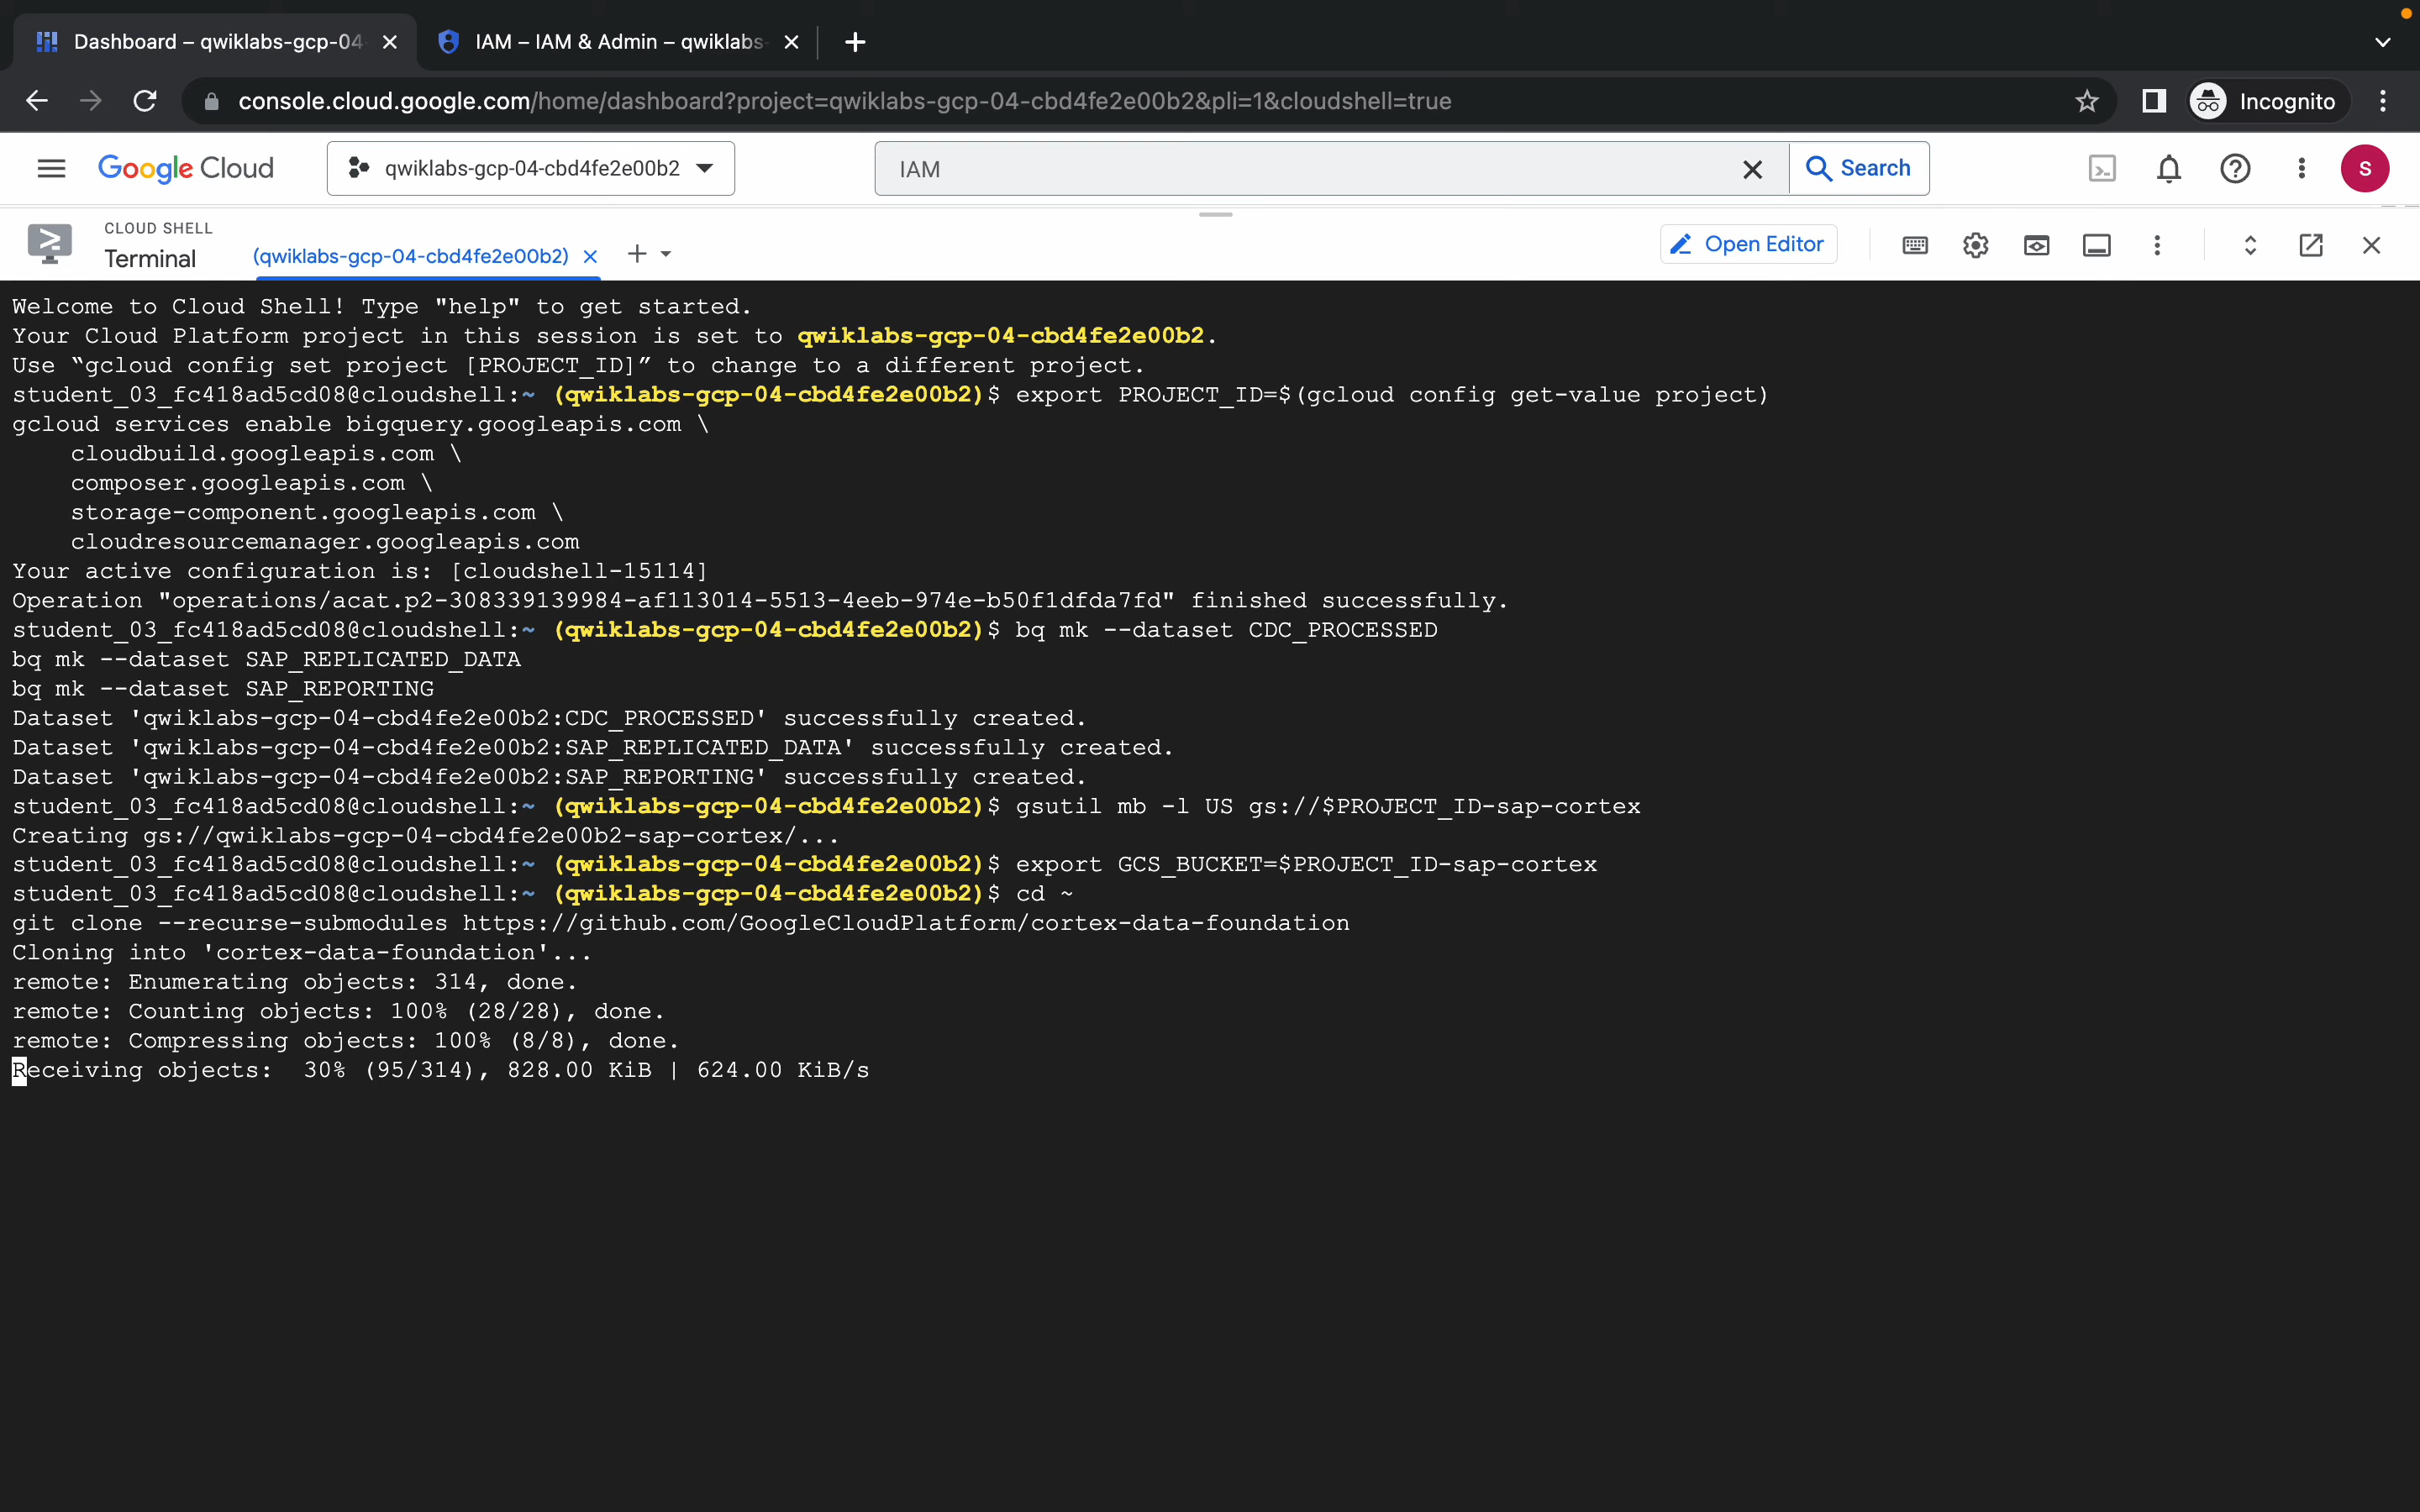 Dashboard – qwiklabs-gcp-04
IAM – IAM & Admin – qwiklabs-
console.cloud.google.com/home/dashboard?project=qwiklabs-gcp-04-cbd4fe2e00b2&pli=1&cloudshell=true
Incognito
Google Cloud
qwiklabs-gcp-04-cbd4fe2e00b2
IAM
Search
S
CLOUD SHELL
Terminal
(qwiklabs-gcp-04-cbd4fe2e00b2)
Open Editor
Welcome to Cloud Shell! Type "help" to get started.
Your Cloud Platform project in this session is set to qwiklabs-gcp-04-cbd4fe2e00b2.
Use “gcloud config set project [PROJECT_ID]” to change to a different project.
student_03_fc418ad5cd08@cloudshell:~ (qwiklabs-gcp-04-cbd4fe2e00b2)$ export PROJECT_ID=$(gcloud config get-value project)
gcloud services enable bigquery.googleapis.com \
    cloudbuild.googleapis.com \
    composer.googleapis.com \
    storage-component.googleapis.com \
    cloudresourcemanager.googleapis.com
Your active configuration is: [cloudshell-15114]
Operation "operations/acat.p2-308339139984-af113014-5513-4eeb-974e-b50f1dfda7fd" finished successfully.
student_03_fc418ad5cd08@cloudshell:~ (qwiklabs-gcp-04-cbd4fe2e00b2)$ bq mk --dataset CDC_PROCESSED
bq mk --dataset SAP_REPLICATED_DATA
bq mk --dataset SAP_REPORTING
Dataset 'qwiklabs-gcp-04-cbd4fe2e00b2:CDC_PROCESSED' successfully created.
Dataset 'qwiklabs-gcp-04-cbd4fe2e00b2:SAP_REPLICATED_DATA' successfully created.
Dataset 'qwiklabs-gcp-04-cbd4fe2e00b2:SAP_REPORTING' successfully created.
student_03_fc418ad5cd08@cloudshell:~ (qwiklabs-gcp-04-cbd4fe2e00b2)$ gsutil mb -l US gs://$PROJECT_ID-sap-cortex
Creating gs://qwiklabs-gcp-04-cbd4fe2e00b2-sap-cortex/...
student_03_fc418ad5cd08@cloudshell:~ (qwiklabs-gcp-04-cbd4fe2e00b2)$ export GCS_BUCKET=$PROJECT_ID-sap-cortex
student_03_fc418ad5cd08@cloudshell:~ (qwiklabs-gcp-04-cbd4fe2e00b2)$ cd ~
git clone --recurse-submodules https://github.com/GoogleCloudPlatform/cortex-data-foundation
Cloning into 'cortex-data-foundation'...
remote: Enumerating objects: 314, done.
remote: Counting objects: 100% (28/28), done.
remote: Compressing objects: 100% (8/8), done.
Receiving objects:  30% (95/314), 828.00 KiB | 624.00 KiB/s